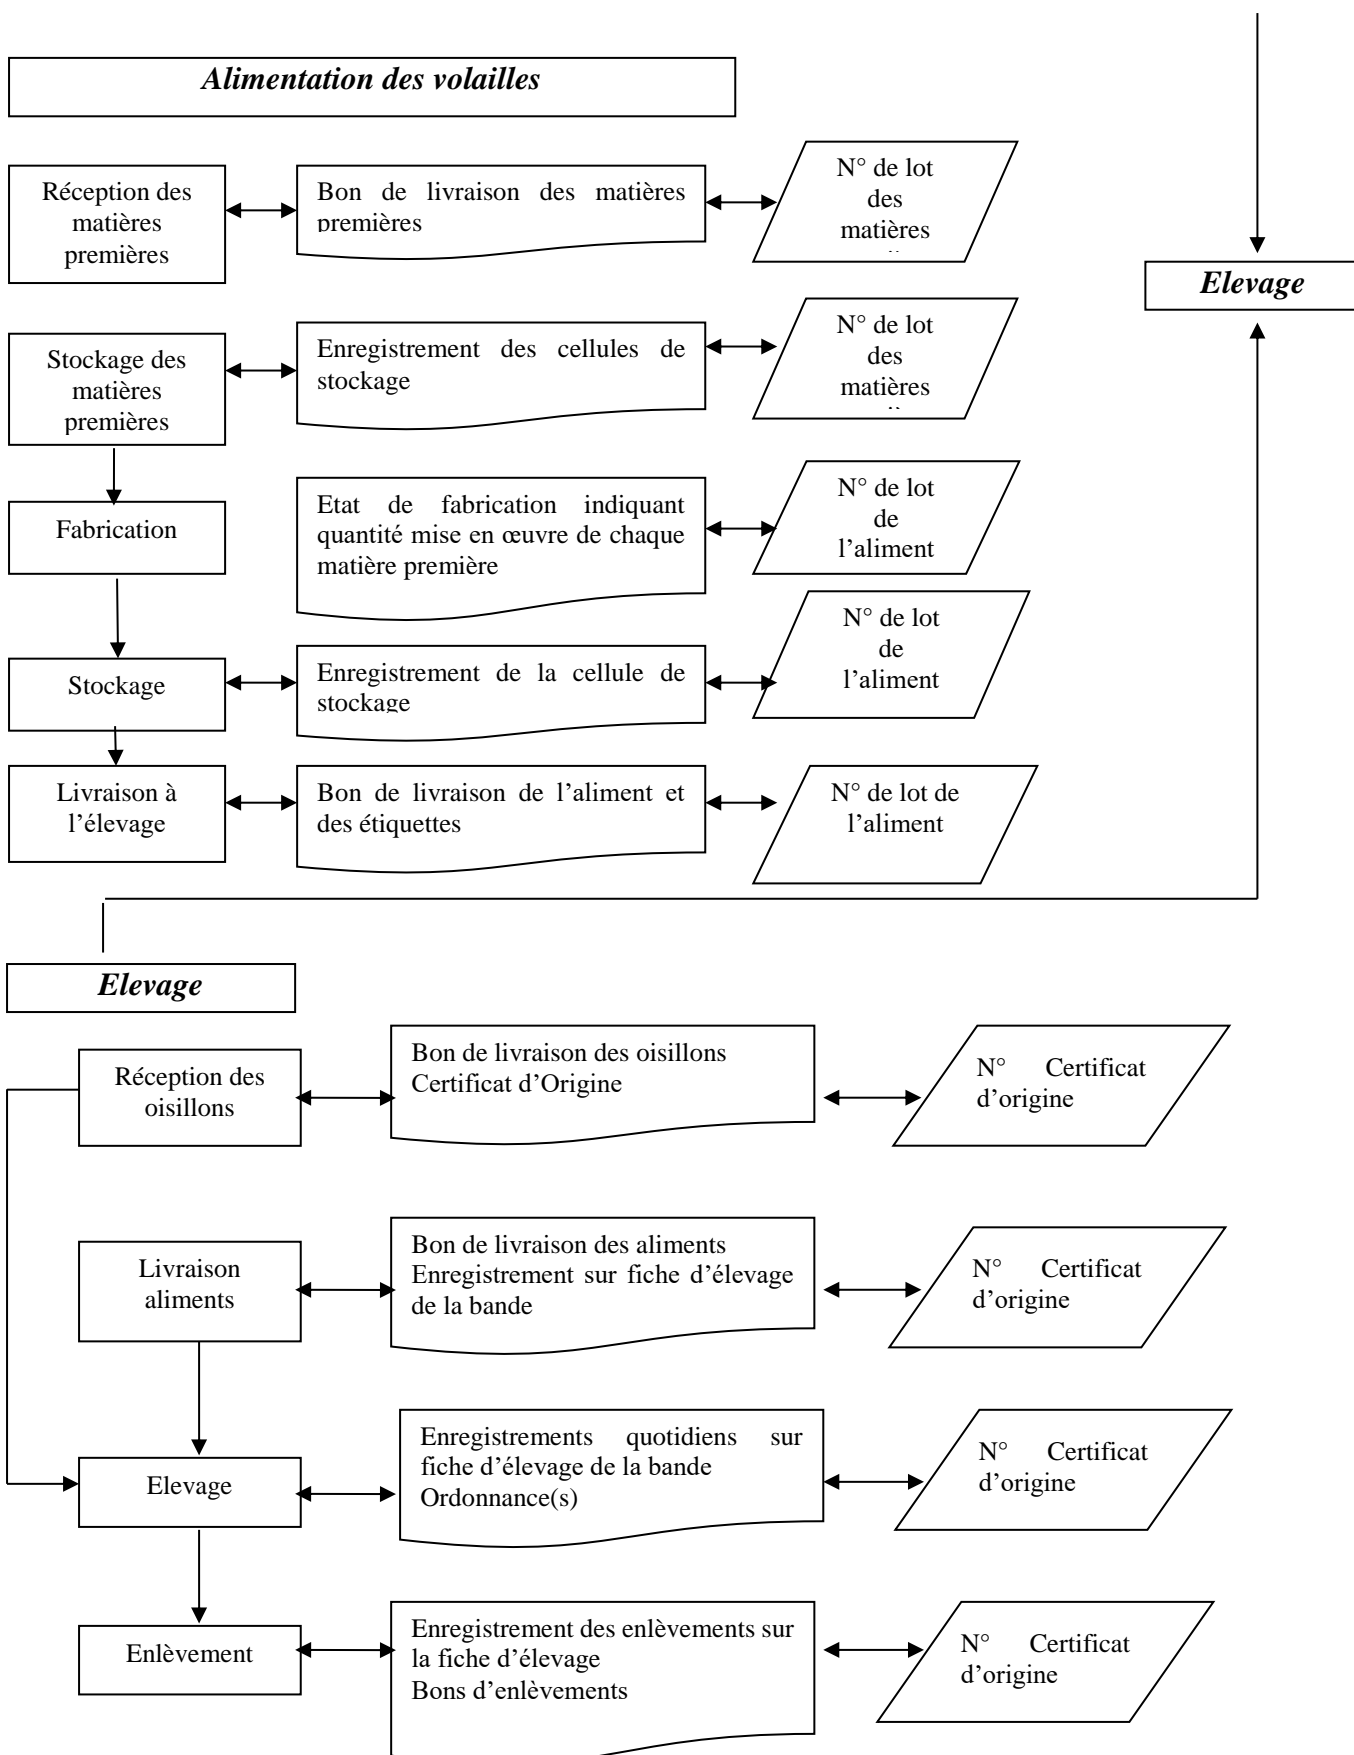 Alimentation des volailles
Réception des
matières
premières
Bon de livraison des matières
premières
N° de lot
des
matières
Elevage
Stockage des
matières
premières
Enregistrement des cellules de
stockage
N° de lot
des
matières
Fabrication
Etat de fabrication indiquant
quantité mise en œuvre de chaque
matière première
N° de lot
de
l’aliment
Stockage
Enregistrement de la cellule de
stockage
N° de lot
de
l’aliment
Livraison à
l’élevage
Bon de livraison de l’aliment et
des étiquettes
N° de lot de
l’aliment
Elevage
Réception des
oisillons
Bon de livraison des oisillons
Certificat d’Origine
N° Certificat
d’origine
Livraison
aliments
Bon de livraison des aliments
Enregistrement sur fiche d’élevage
de la bande
N° Certificat
d’origine
Elevage
Enregistrements quotidiens sur
fiche d’élevage de la bande
Ordonnance(s)
N° Certificat
d’origine
Enlèvement
Enregistrement des enlèvements sur
la fiche d’élevage
Bons d’enlèvements
N° Certificat
d’origine